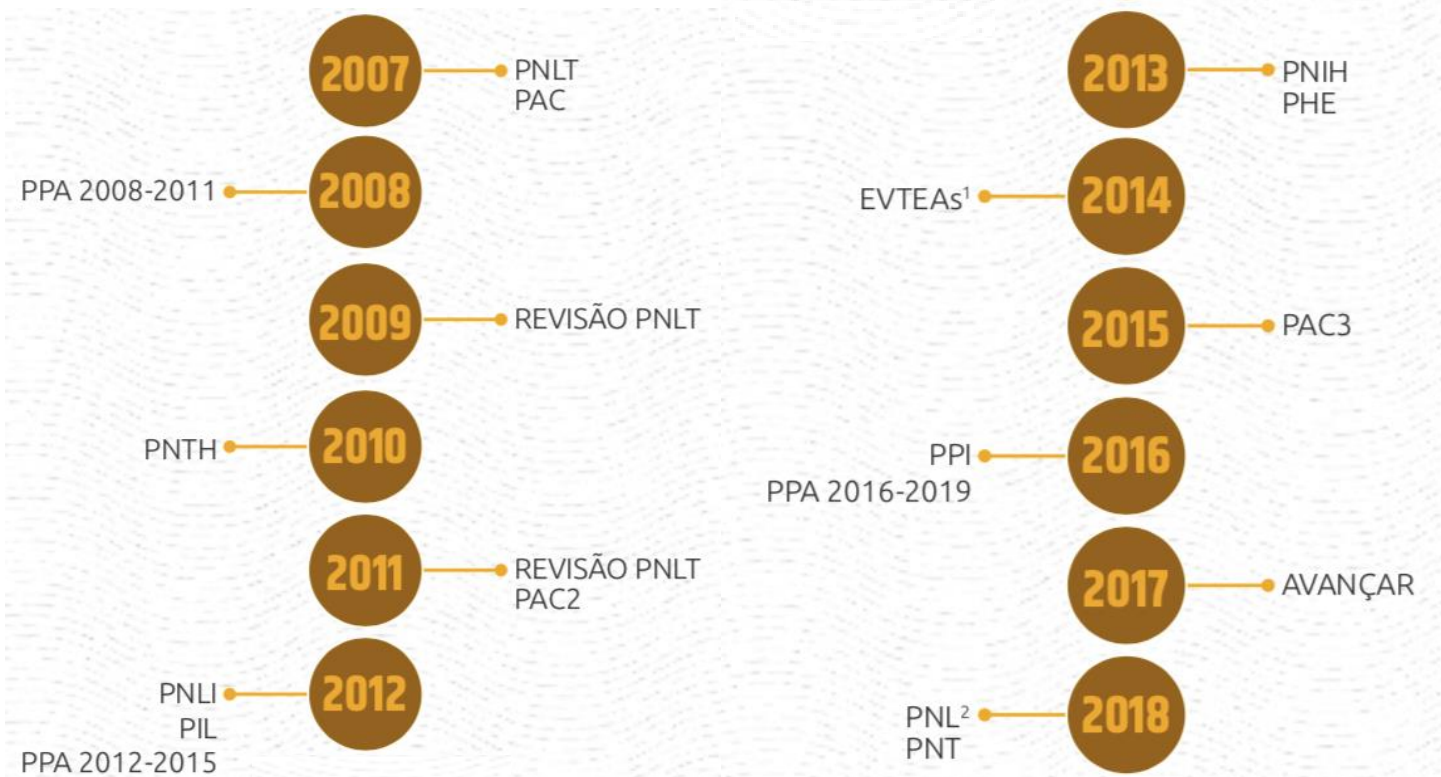 2007
PNLT
PAC
PPA 2008-2011
2008
2009
REVISÃO PNLT
PNTH
2010
2011
REVISÃO PNLT
PAC2
PNLI
PIL
PPA 2012-2015
2012
2013
PNIH
PHE
EVTEAs¹
2014
2015
PAC3
PPI
PPA 2016-2019
2016
2017
AVANÇAR
PNL²
PNT
2018